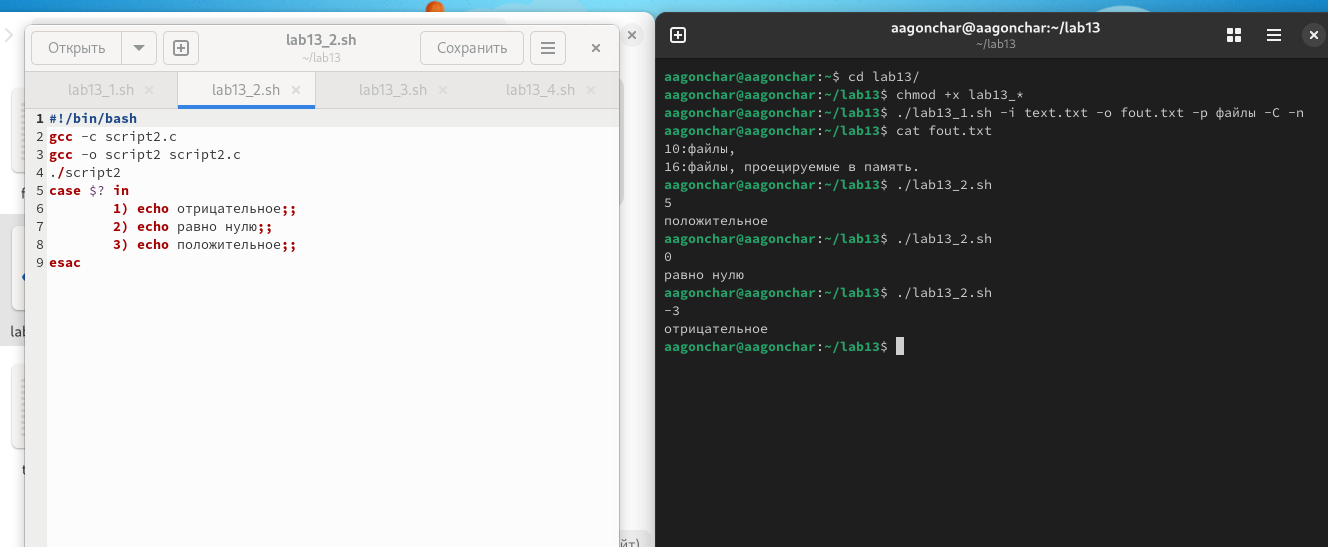 Открыть
lab13_2.sh
~/lab13
Сохранить
lab13_1.sh
lab13_2.sh
lab13_3.sh
lab13_4.sh
1 #!/bin/bash
2 gcc -c script2.c
3 gcc -o script2 script2.c
4 ./script2
5 case $? in
6 1) echo отрицательное;;
7 2) echo равно нулю;;
8 3) echo положительное;;
9 esac
aagonchar@aagonchar:~/lab13
~/lab13
aagonchar@aagonchar:~$ cd lab13/
aagonchar@aagonchar:~/lab13$ chmod +x lab13_*
aagonchar@aagonchar:~/lab13$ ./lab13_1.sh -i text.txt -o fout.txt -p файлы -C -n
aagonchar@aagonchar:~/lab13$ cat fout.txt
10:файлы,
16:файлы, проецируемые в память.
aagonchar@aagonchar:~/lab13$ ./lab13_2.sh
5
положительное
aagonchar@aagonchar:~/lab13$ ./lab13_2.sh
0
равно нулю
aagonchar@aagonchar:~/lab13$ ./lab13_2.sh
-3
отрицательное
aagonchar@aagonchar:~/lab13$